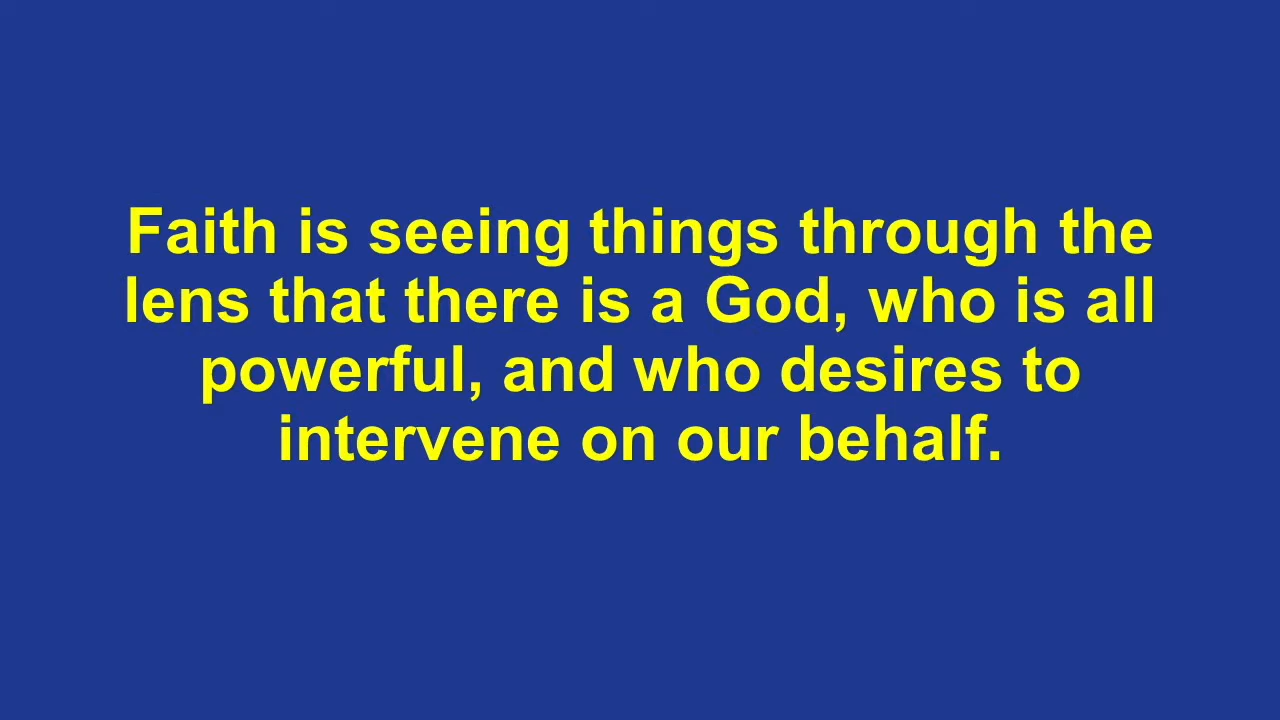 Faith is seeing things through the
lens that there is a God, who is all
powerful, and who desires to
intervene on our behalf.